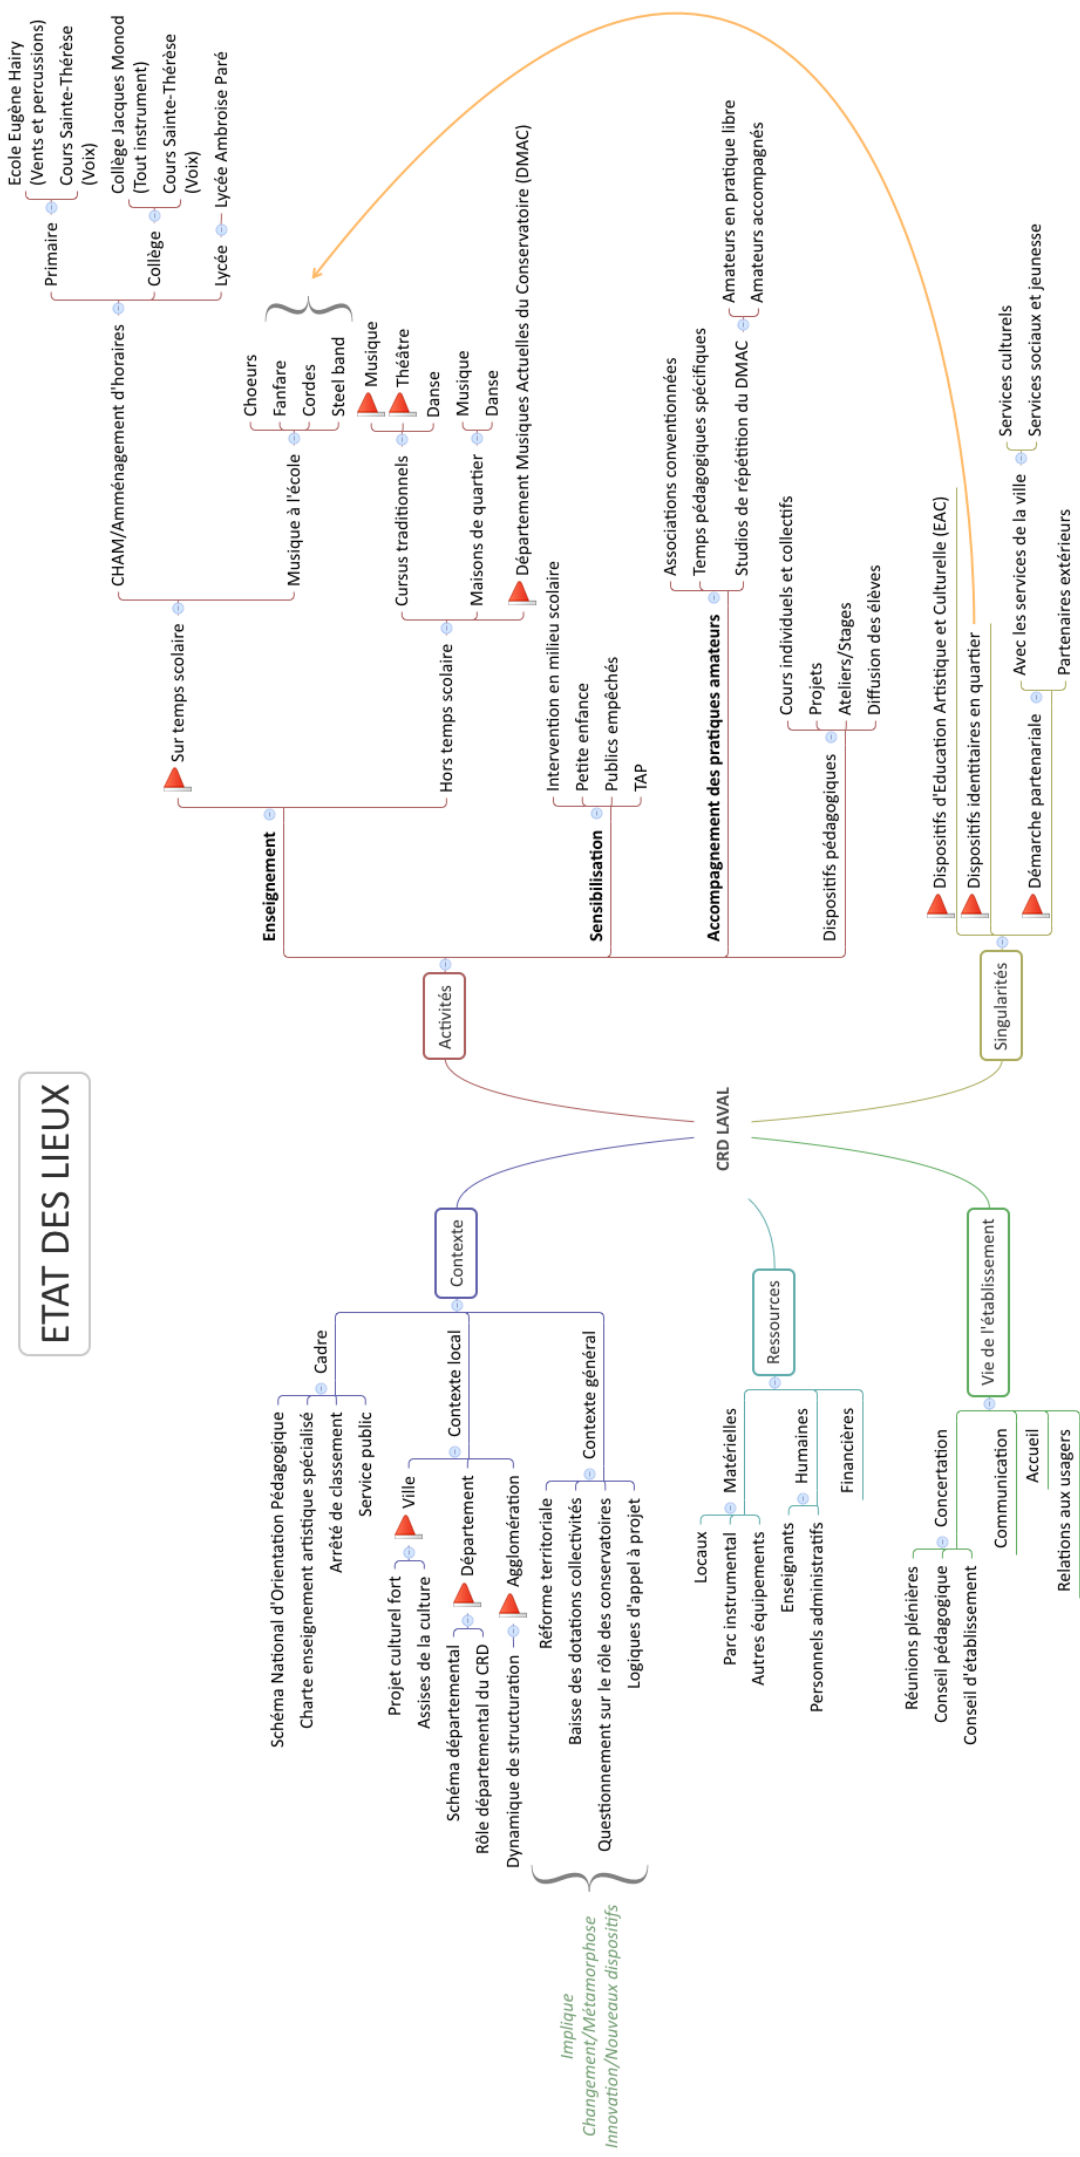 ETAT DES LIEUX
CRD LAVAL
Contexte
Cadre
Schéma National d'Orientation Pédagogique
Charte enseignement artistique spécialisé
Arrêté de classement
Service public
Contexte local
Ville
Projet culturel fort
Assises de la culture
Département
Schéma départemental
Rôle départemental du CRD
Agglomération
Dynamique de structuration
Contexte général
Réforme territoriale
Baisse des dotations collectivités
Questionnement sur le rôle des conservatoires
Logiques d'appel à projet
Implique
Changement/Métamorphose
Innovation/Nouveaux dispositifs
Ressources
Matérielles
Locaux
Parc instrumental
Autres équipements
Humaines
Enseignants
Personnels administratifs
Financières
Vie de l'établissement
Concertation
Réunions plénières
Conseil pédagogique
Conseil d'établissement
Communication
Accueil
Relations aux usagers
Activités
Enseignement
Sur temps scolaire
CHAM/Amménagement d'horaires
Primaire
Ecole Eugène Hairy
(Vents et percussions)
Cours Sainte-Thérèse
(Voix)
Collège
Collège Jacques Monod
(Tout instrument)
Cours Sainte-Thérèse
(Voix)
Lycée
Lycée Ambroise Paré
Musique à l'école
Choeurs
Fanfare
Cordes
Steel band
Hors temps scolaire
Cursus traditionnels
Musique
Théâtre
Danse
Maisons de quartier
Musique
Danse
Département Musiques Actuelles du Conservatoire (DMAC)
Sensibilisation
Intervention en milieu scolaire
Petite enfance
Publics empêchés
TAP
Accompagnement des pratiques amateurs
Associations conventionnées
Temps pédagogiques spécifiques
Studios de répétition du DMAC
Amateurs en pratique libre
Amateurs accompagnés
Dispositifs pédagogiques
Cours individuels et collectifs
Projets
Ateliers/Stages
Diffusion des élèves
Singularités
Dispositifs d'Education Artistique et Culturelle (EAC)
Dispositifs identitaires en quartier
Démarche partenariale
Avec les services de la ville
Services culturels
Services sociaux et jeunesse
Partenaires extérieurs